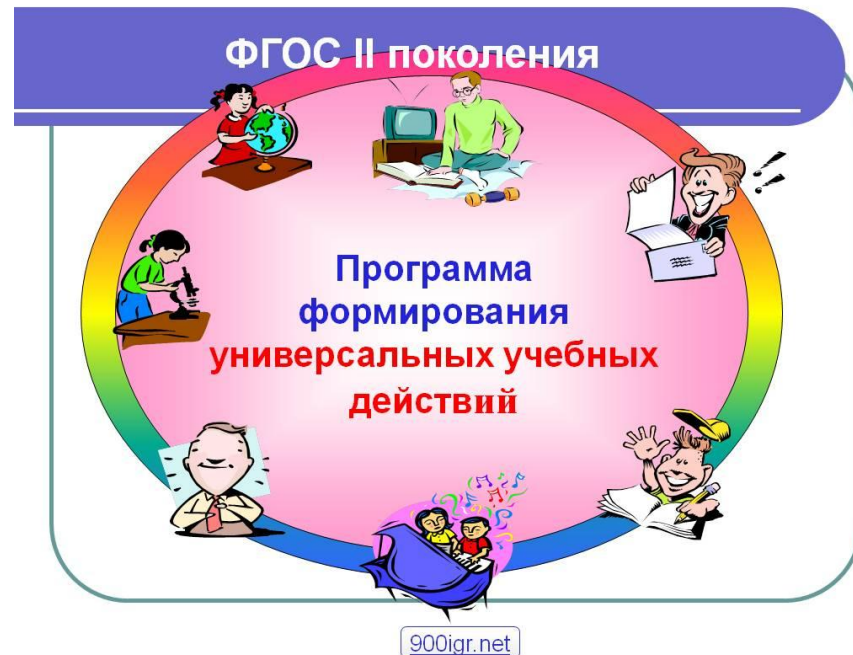 ФГОС II поколения
Программа
формирования
универсальных учебных
действий
900igr.net